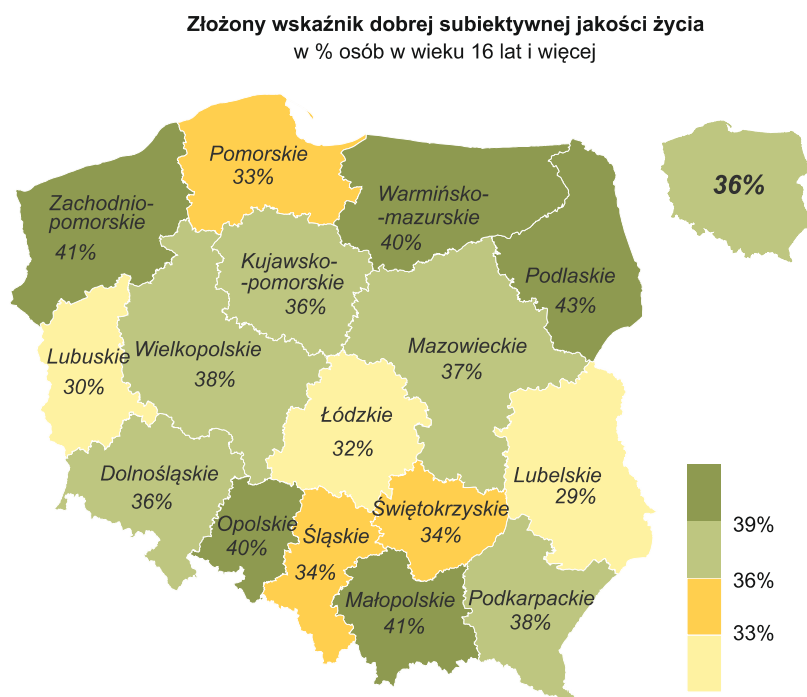 Złożony wskaźnik dobrej subiektywnej jakości życia
w % osób w wieku 16 lat i więcej
Pomorskie
33%
Warmińsko-
-mazurskie
40%
36%
Zachodnio-
pomorskie
41%
Kujawsko-
-pomorskie
36%
Podlaskie
43%
Lubuskie
30%
Wielkopolskie
38%
Mazowieckie
37%
Łódzkie
32%
Dolnośląskie
36%
Lubelskie
29%
Opolskie
40%
Śląskie
34%
Świętokrzyskie
34%
Małopolskie
41%
Podkarpackie
38%
39%
36%
33%